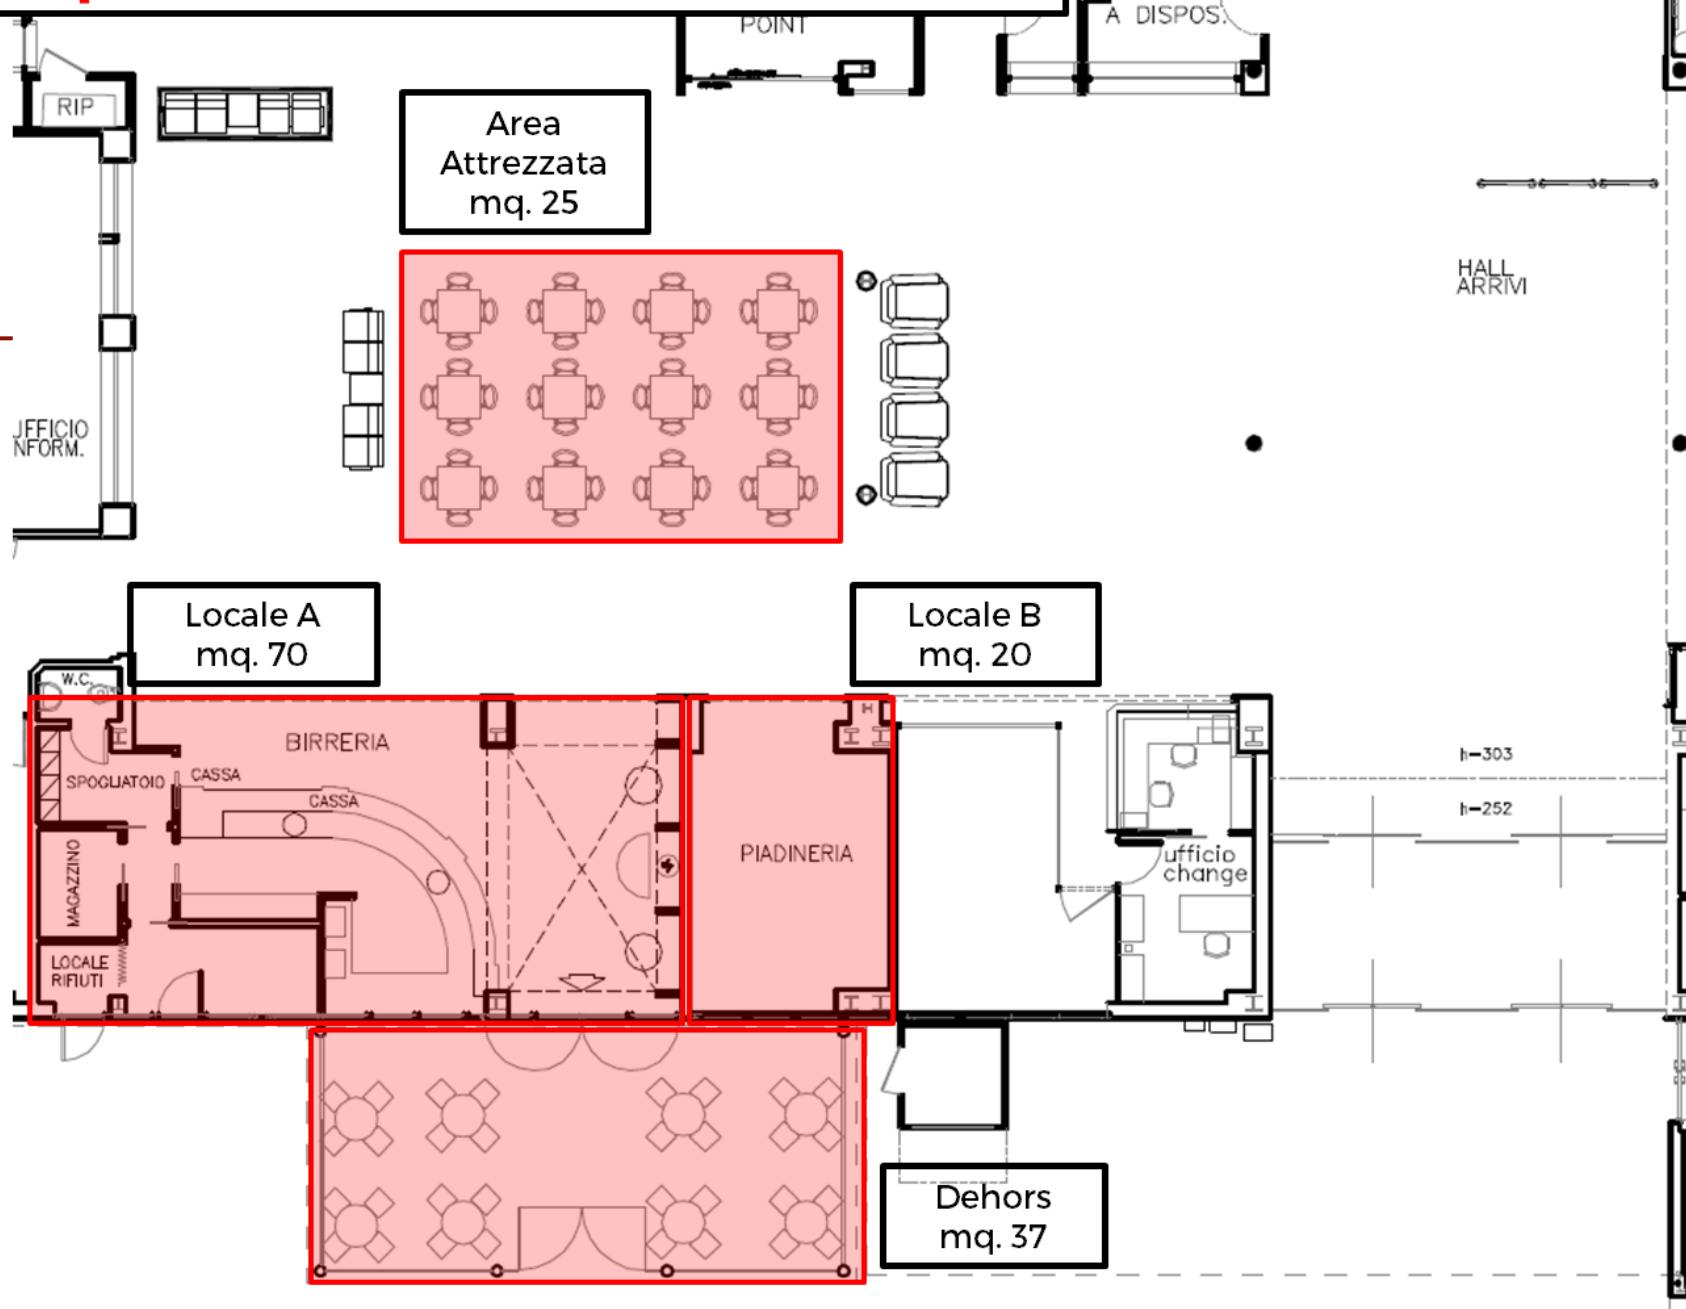 POINT
A DISPOS.
RIP
Area
Attrezzata
mq. 25
HALL
ARRIVI
UFFICIO
NFORM.
Locale A
mq. 70
Locale B
mq. 20
W.C.
BIRRERIA
SPOGLIATOIO
CASSA
CASSA
h-303
h-252
MAGAZZINO
PIADINERIA
ufficio
change
LOCALE
RIFIUTI
Dehors
mq. 37